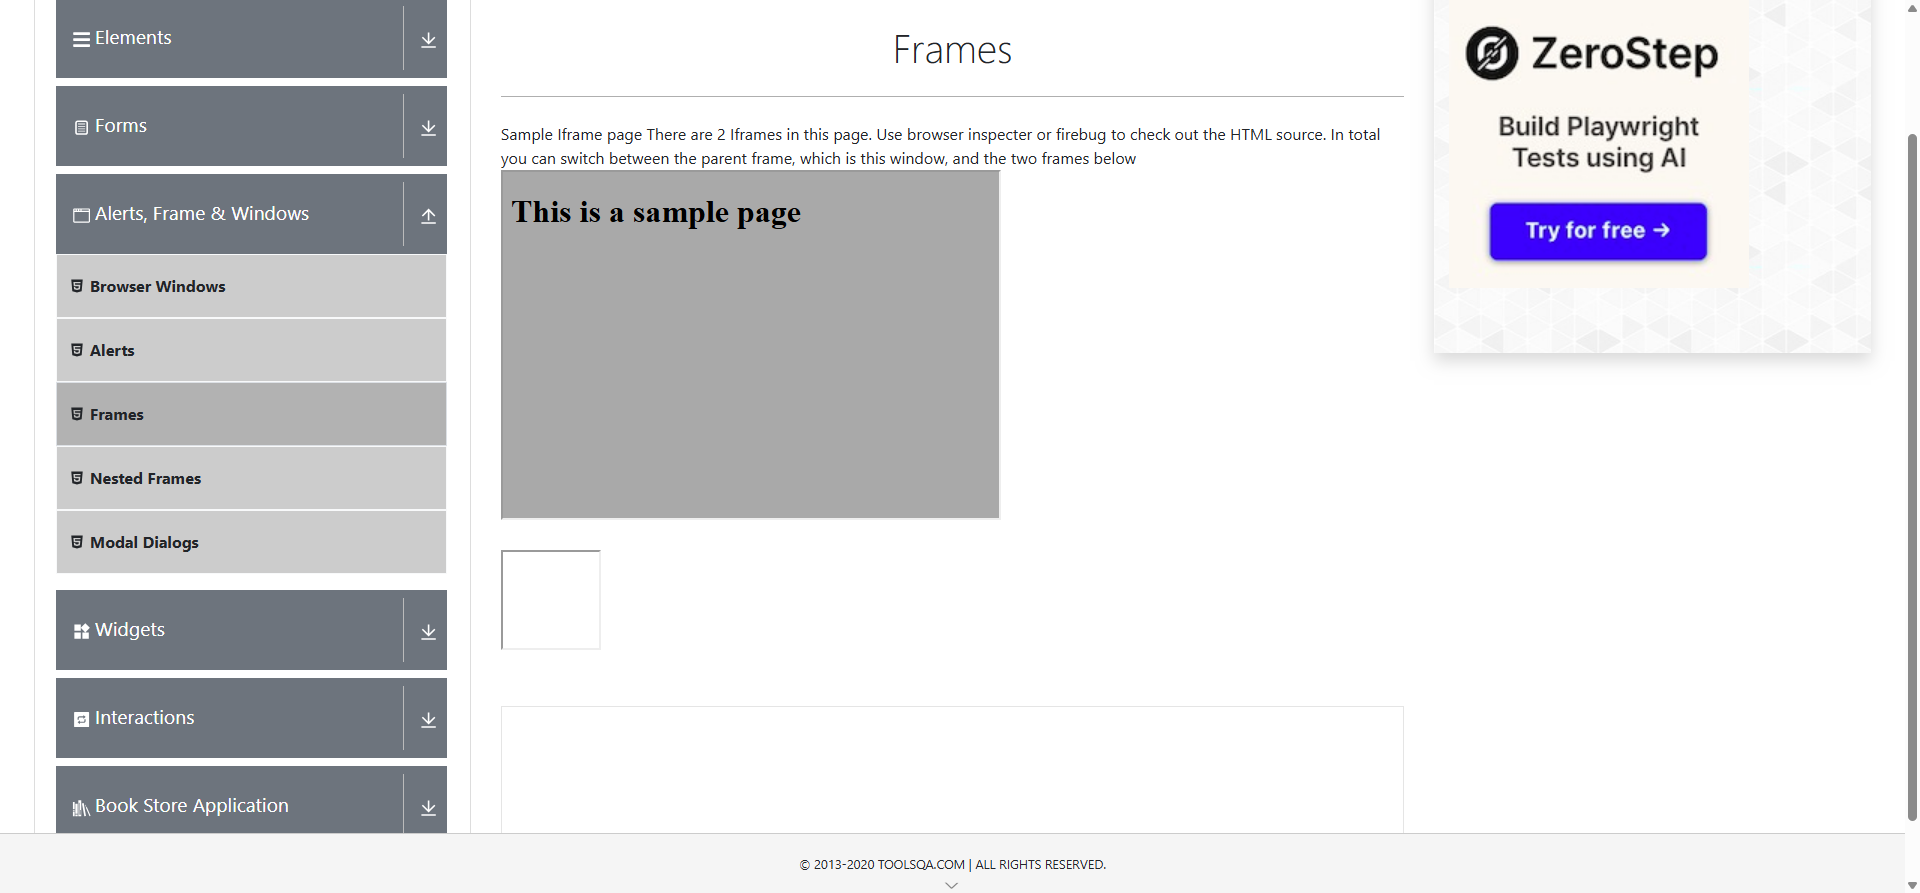 Elements
Forms
Alerts, Frame & Windows
Browser Windows
Alerts
Frames
Nested Frames
Modal Dialogs
Widgets
Interactions
Book Store Application
Frames
Sample Iframe page There are 2 Iframes in this page. Use browser inspecter or firebug to check out the HTML source. In total
you can switch between the parent frame, which is this window, and the two frames below
This is a sample page
ZeroStep
Build Playwright
Tests using AI
Try for free →
© 2013-2020 TOOLSQA.COM | ALL RIGHTS RESERVED.